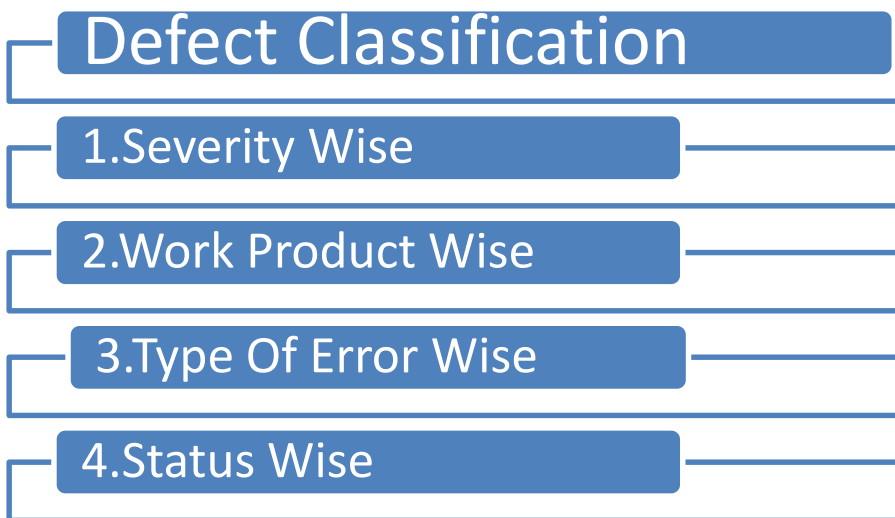 Defect Classification
1.Severity Wise
2.Work Product Wise
3.Type Of Error Wise
4.Status Wise